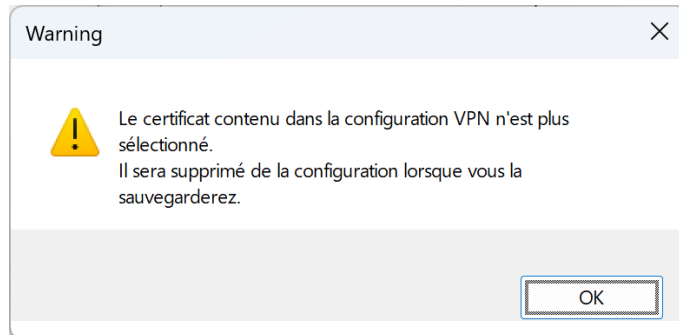 Warning
Le certificat contenu dans la configuration VPN n'est plus
sélectionné.
Il sera supprimé de la configuration lorsque vous la
sauvegarderez.
OK